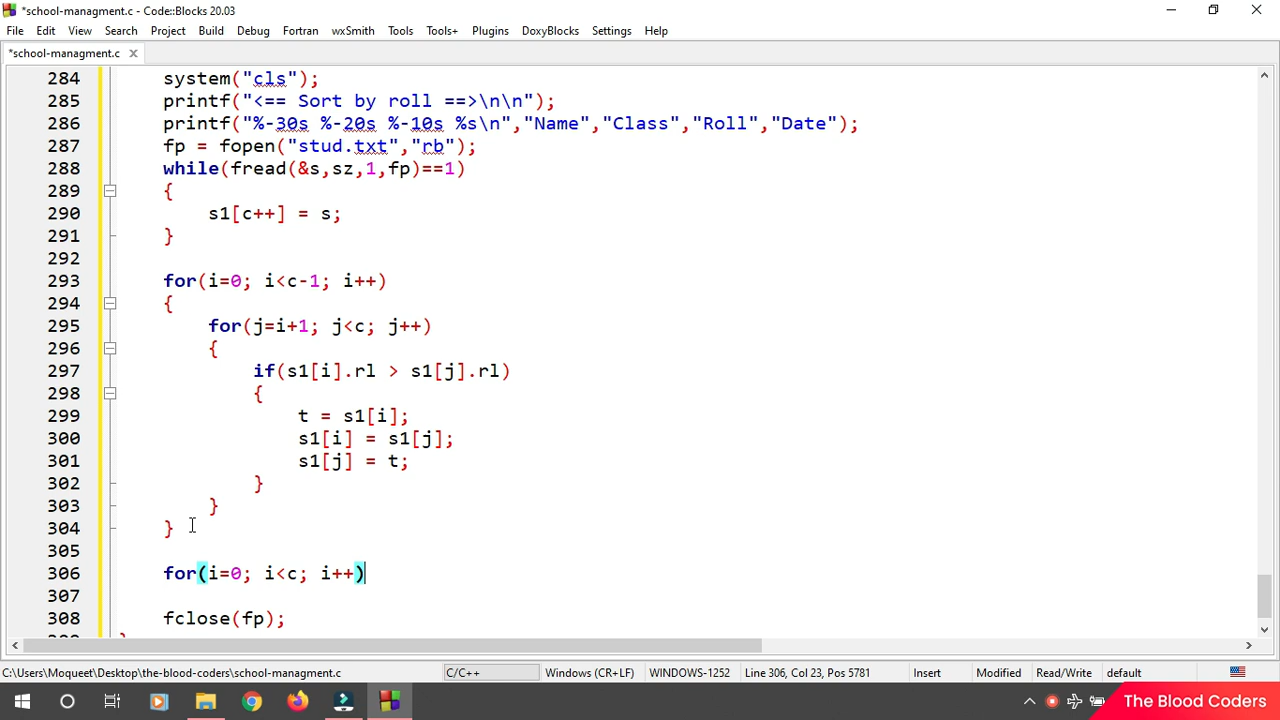 *school-managment.c - Code::Blocks 20.03
File Edit View Search Project Build Debug Fortran wxSmith Tools Tools+ Plugins DoxyBlocks Settings Help
*school-managment.c
284 system("cls");
285 printf("<== Sort by roll ==>\n\n");
286 printf("%-30s %-20s %-10s %s\n","Name","Class","Roll","Date");
287 fp = fopen("stud.txt","rb");
288 while(fread(&s,sz,1,fp)==1)
289 {
290 s1[c++] = s;
291 }
292
293 for(i=0; i<c-1; i++)
294 {
295 for(j=i+1; j<c; j++)
296 {
297 if(s1[i].rl > s1[j].rl)
298 {
299 t = s1[i];
300 s1[i] = s1[j];
301 s1[j] = t;
302 }
303 }
304 }
305
306 for(i=0; i<c; i++)
307
308 fclose(fp);
C:\Users\Moqueet\Desktop\the-blood-coders\school-managment.c C/C++ Windows (CR+LF) WINDOWS-1252 Line 306, Col 23, Pos 5781 Insert Modified Read/Write default
The Blood Coders